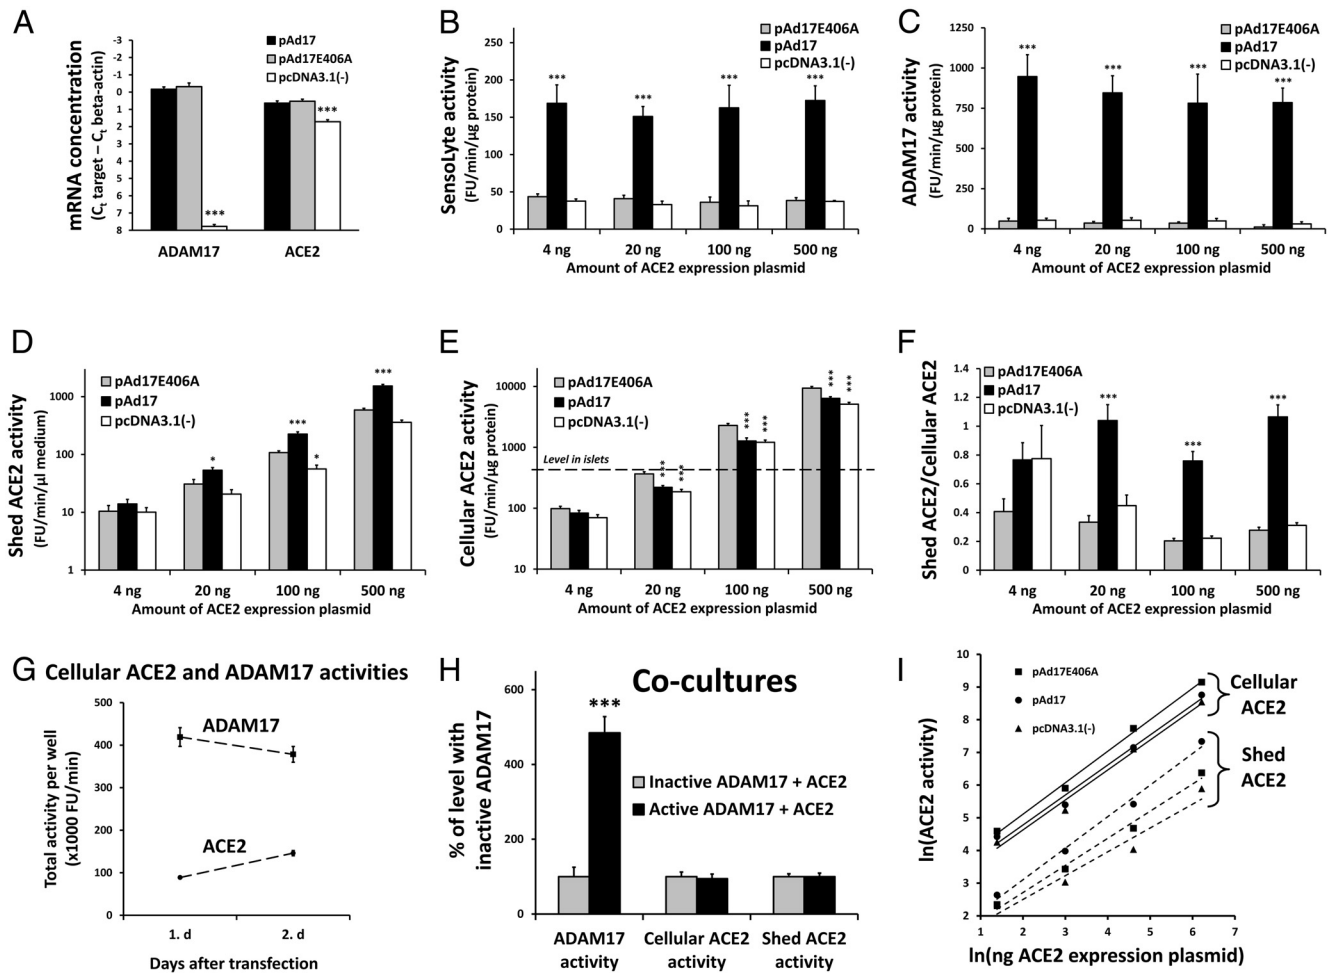 A
mRNA concentration
(Ct target – Ct beta-actin)
-3
-2
-1
0
1
2
3
4
5
6
7
8
pAd17
pAd17E406A
pcDNA3.1(-)
***
***
ADAM17
ACE2
B
SensoLyte activity
(FU/min/μg protein)
250
200
150
100
50
0
pAd17E406A
pAd17
pcDNA3.1(-)
***
***
***
***
4 ng
20 ng
100 ng
500 ng
Amount of ACE2 expression plasmid
C
ADAM17 activity
(FU/min/μg protein)
1250
1000
750
500
250
0
pAd17E406A
pAd17
pcDNA3.1(-)
***
***
***
***
4 ng
20 ng
100 ng
500 ng
Amount of ACE2 expression plasmid
D
Shed ACE2 activity
(FU/min/μl medium)
1000
100
10
1
pAd17E406A
pAd17
pcDNA3.1(-)
*
***
*
***
4 ng
20 ng
100 ng
500 ng
Amount of ACE2 expression plasmid
E
Cellular ACE2 activity
(FU/min/μg protein)
10000
1000
100
10
pAd17E406A
pAd17
pcDNA3.1(-)
Level in islets
***
***
***
***
***
***
4 ng
20 ng
100 ng
500 ng
Amount of ACE2 expression plasmid
F
Shed ACE2/Cellular ACE2
1.4
1.2
1
0.8
0.6
0.4
0.2
0
pAd17E406A
pAd17
pcDNA3.1(-)
***
***
***
4 ng
20 ng
100 ng
500 ng
Amount of ACE2 expression plasmid
G
Cellular ACE2 and ADAM17 activities
Total activity per well
(x1000 FU/min)
500
400
300
200
100
0
ADAM17
ACE2
1. d
2. d
Days after transfection
H
Co-cultures
% of level with
inactive ADAM17
600
400
200
0
***
Inactive ADAM17 + ACE2
Active ADAM17 + ACE2
ADAM17
activity
Cellular ACE2
activity
Shed ACE2
activity
I
ln(ACE2 activity)
10
9
8
7
6
5
4
3
2
pAd17E406A
pAd17
pcDNA3.1(-)
Cellular
ACE2
Shed
ACE2
1
2
3
4
5
6
7
ln(ng ACE2 expression plasmid)